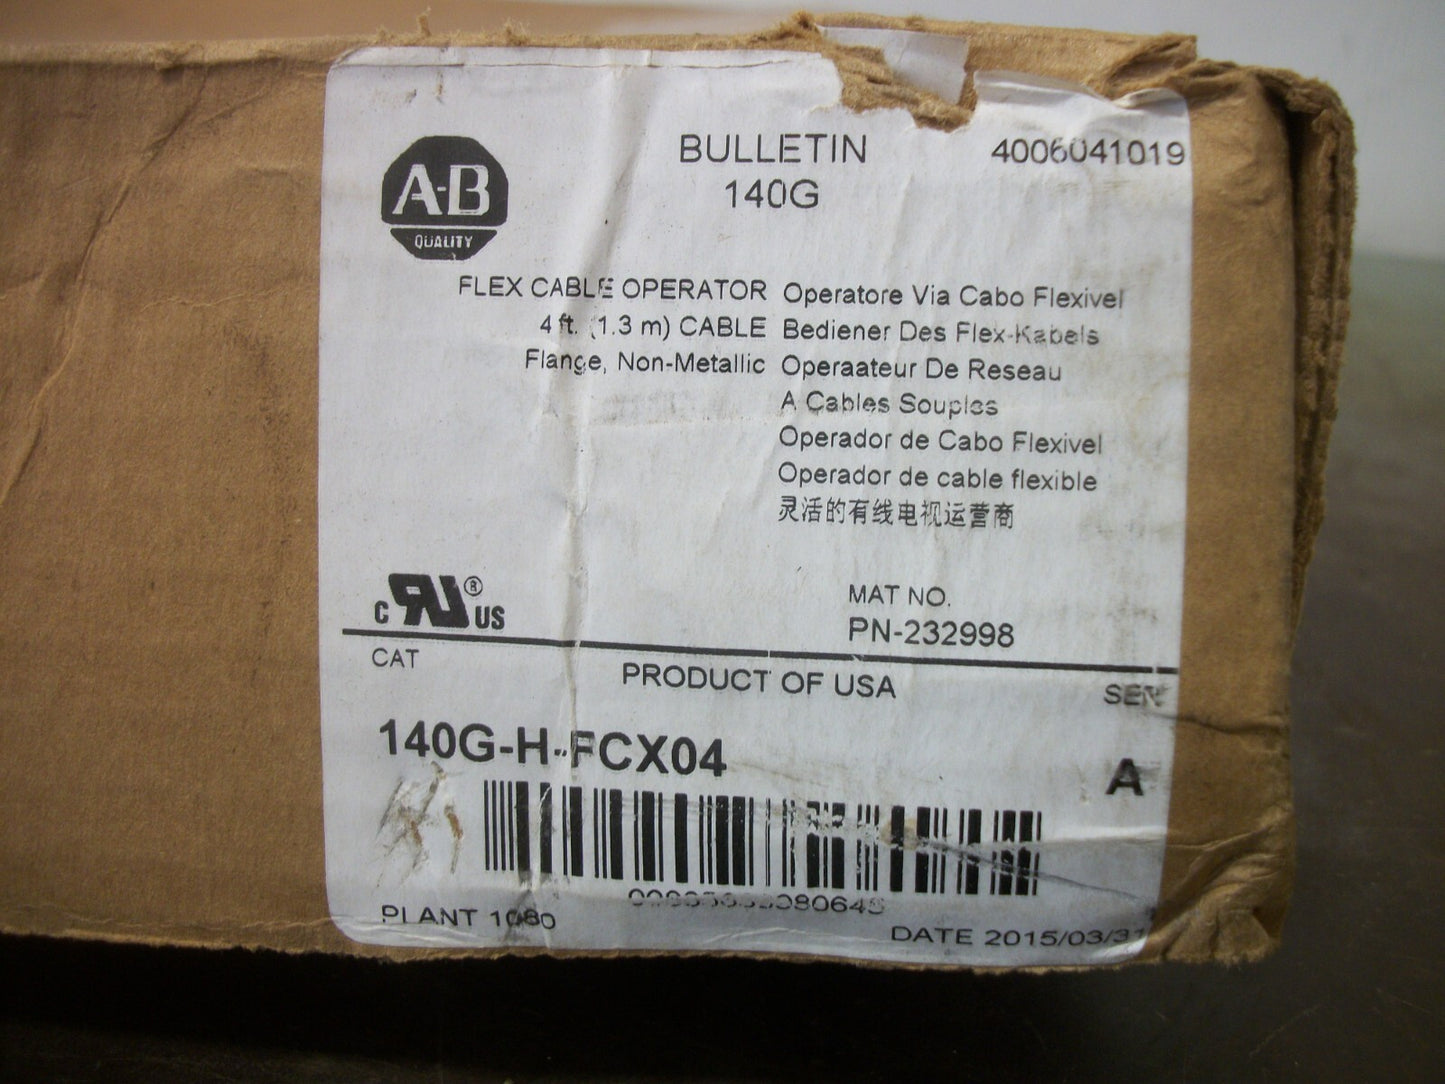 A-B
QUALITY
BULLETIN
140G
4006041019
FLEX CABLE OPERATOR
4 ft. (1.3 m) CABLE
Flange, Non-Metallic
Operatore Via Cabo Flexivel
Bediener Des Flex-Kabels
Operaateur De Reseau
A Cables Souples
Operador de Cabo Flexivel
Operador de cable flexible
灵活的有线电视运营商
c RU ® US
MAT NO.
PN-232998
CAT
PRODUCT OF USA
SER
140G-H-FCX04
A
PLANT 1080
DATE 2015/03/31